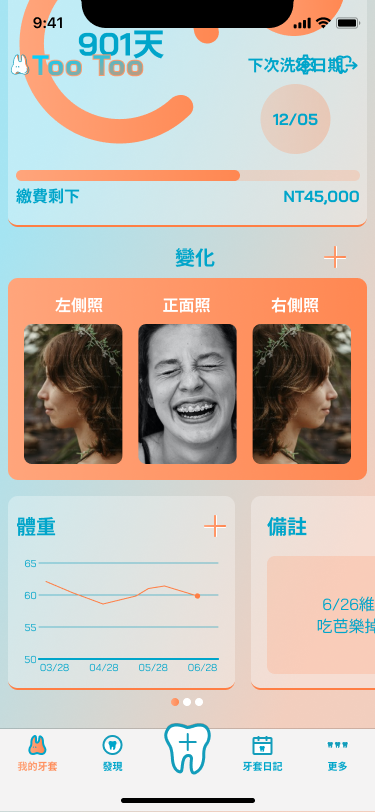 9:41
901天
Too Too
下次洗牙日期
12/05
繳費剩下
NT45,000
變化
左側照
正面照
右側照
體重
備註
65
60
55
50
03/28
04/28
05/28
06/28
6/26維
吃芭樂掉
我的牙套
發現
牙套日記
更多